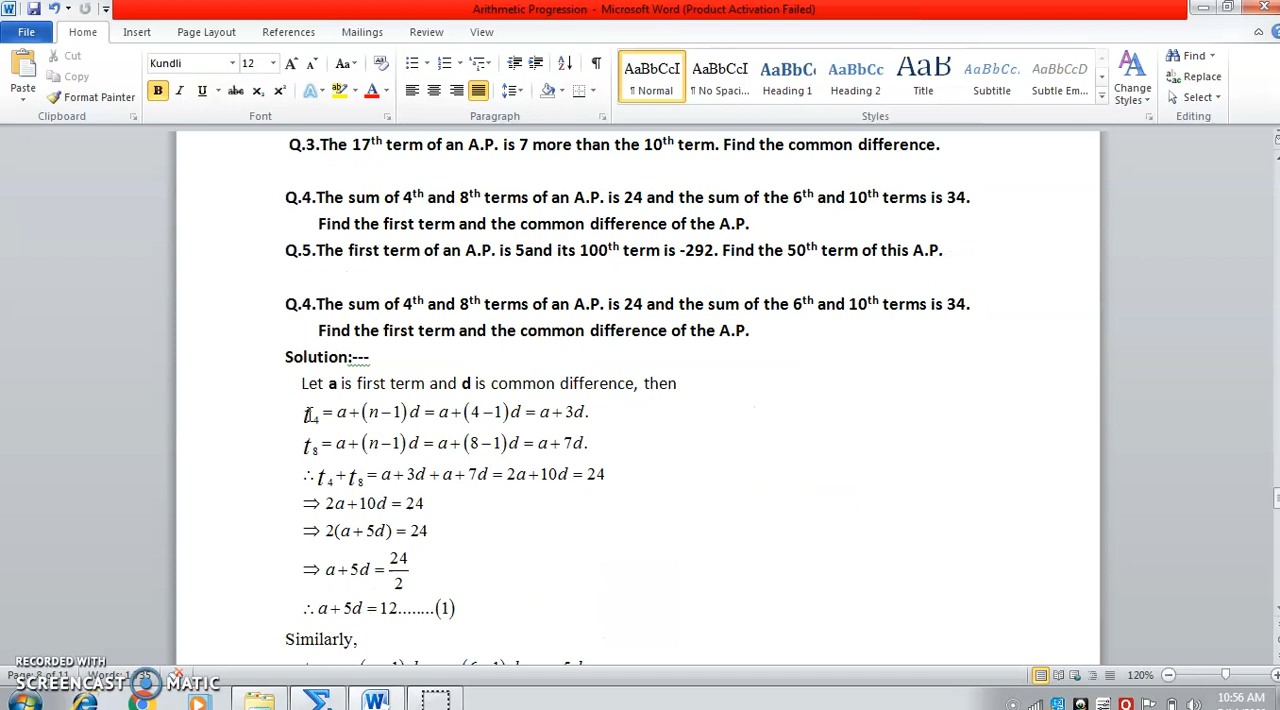 Arithmetic Progression - Microsoft Word (Product Activation Failed)
File Home Insert Page Layout References Mailings Review View
Paste Cut Copy Format Painter
Kundli 12
AaBbCcI AaBbCcI AaBbCc AaBbCc AaB AaBbCc. AaBbCcD
¶ Normal ¶ No Spaci... Heading 1 Heading 2 Title Subtitle Subtle Em...
Change Styles
Find Replace Select
Clipboard Font Paragraph Styles Editing
Q.3.The 17th term of an A.P. is 7 more than the 10th term. Find the common difference.
Q.4.The sum of 4th and 8th terms of an A.P. is 24 and the sum of the 6th and 10th terms is 34.
Find the first term and the common difference of the A.P.
Q.5.The first term of an A.P. is 5and its 100th term is -292. Find the 50th term of this A.P.
Q.4.The sum of 4th and 8th terms of an A.P. is 24 and the sum of the 6th and 10th terms is 34.
Find the first term and the common difference of the A.P.
Solution:---
Let a is first term and d is common difference, then
t₄ = a+(n−1)d = a+(4−1)d = a+3d.
t₈ = a+(n−1)d = a+(8−1)d = a+7d.
∴ t₄ + t₈ = a+3d+a+7d = 2a+10d = 24
⇒ 2a+10d = 24
⇒ 2(a+5d) = 24
⇒ a+5d = 24/2
∴ a+5d = 12........(1)
Similarly,
RECORDED WITH
SCREENCAST MATIC
120%
10:56 AM